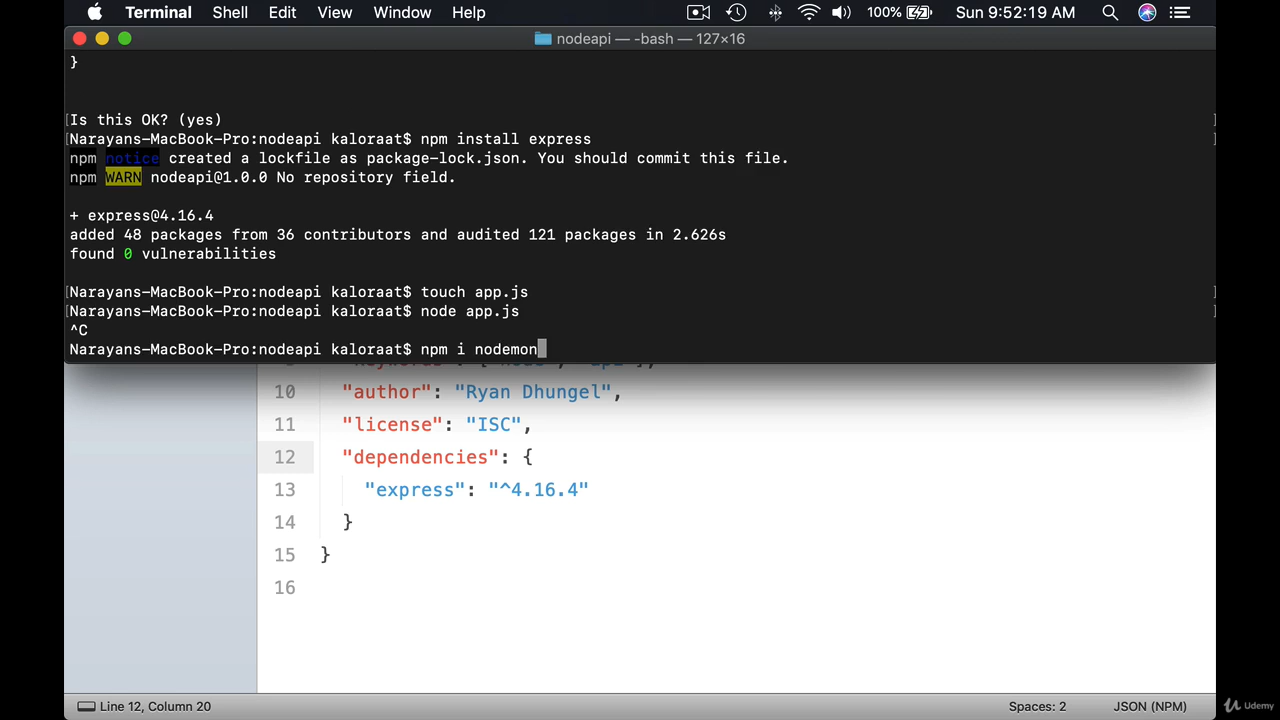 Terminal Shell Edit View Window Help 100% Sun 9:52:19 AM
nodeapi — -bash — 127×16
}
Is this OK? (yes)
[Narayans-MacBook-Pro:nodeapi kaloraat$ npm install express ]
npm notice created a lockfile as package-lock.json. You should commit this file.
npm WARN nodeapi@1.0.0 No repository field.
+ express@4.16.4
added 48 packages from 36 contributors and audited 121 packages in 2.626s
found 0 vulnerabilities
[Narayans-MacBook-Pro:nodeapi kaloraat$ touch app.js ]
[Narayans-MacBook-Pro:nodeapi kaloraat$ node app.js ]
^C
Narayans-MacBook-Pro:nodeapi kaloraat$ npm i nodemon
10 "author": "Ryan Dhungel",
11 "license": "ISC",
12 "dependencies": {
13 "express": "^4.16.4"
14 }
15 }
16
Line 12, Column 20 Spaces: 2 JSON (NPM)
Udemy